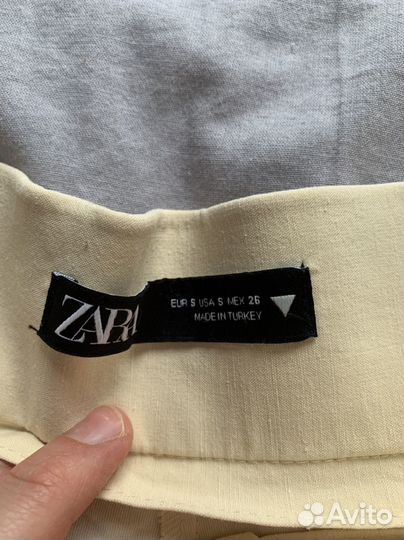 ZARA
EUR S USA S MEX 26
MADE IN TURKEY
Avito